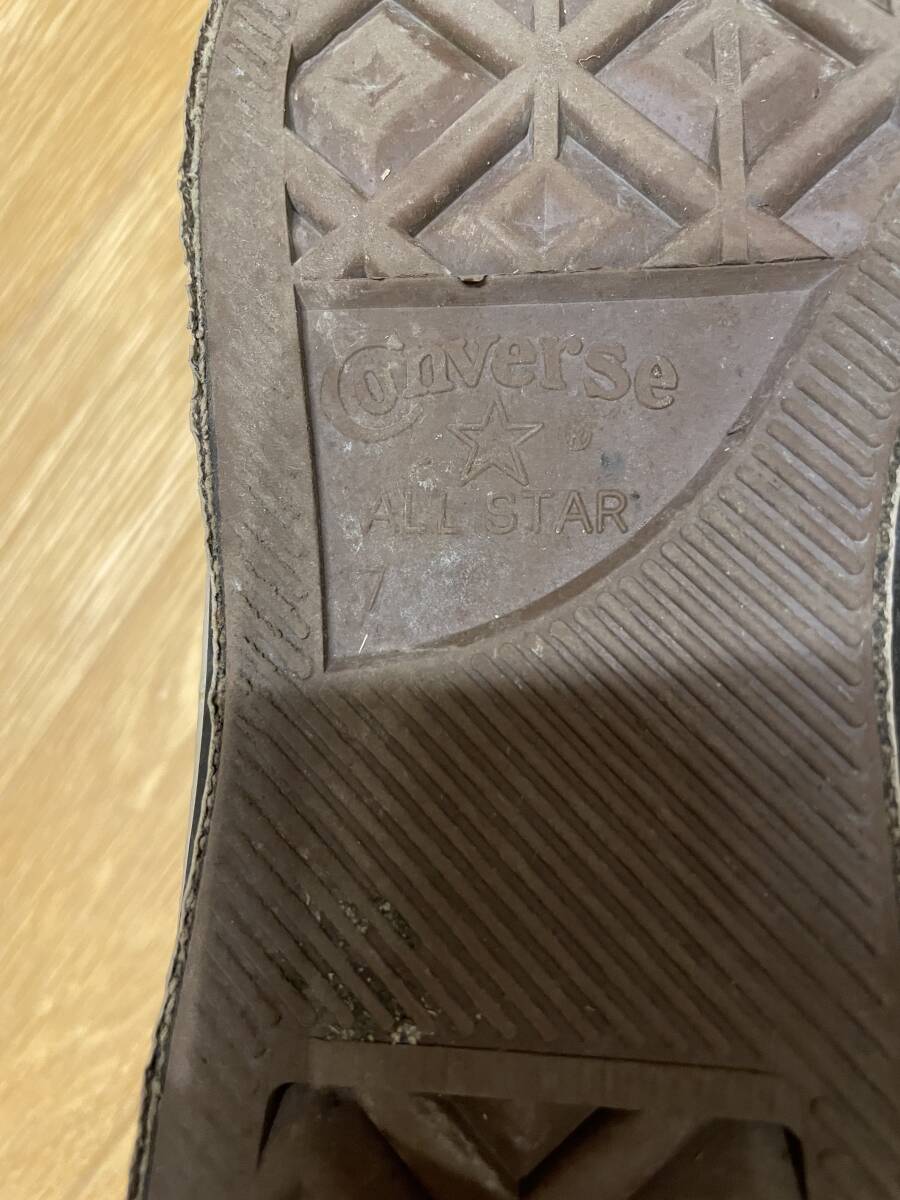 Converse
®
ALL STAR
7